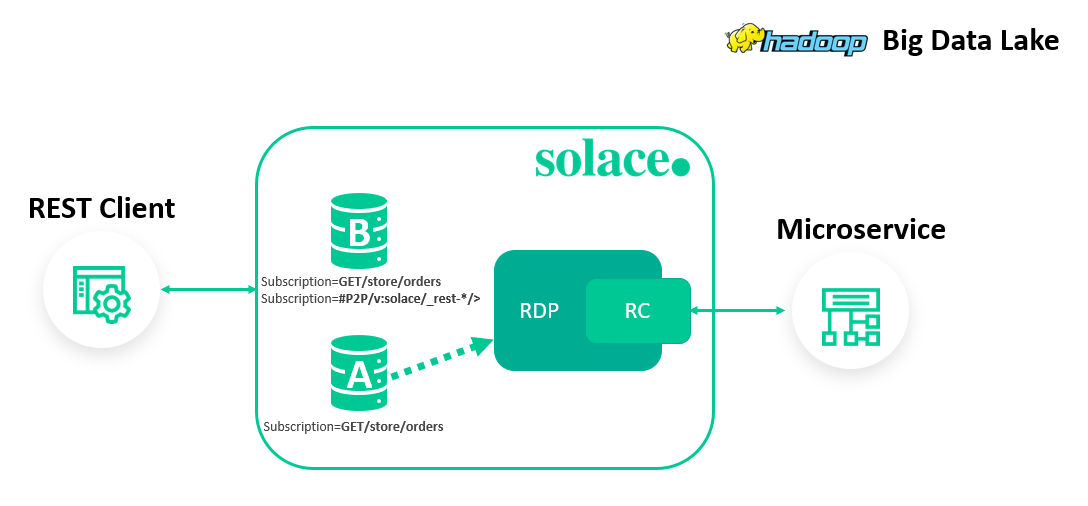 hadoop Big Data Lake
solace.
REST Client
Microservice
B
Subscription=GET/store/orders
Subscription=#P2P/v:solace/_rest-*/>
RDP
RC
A
Subscription=GET/store/orders